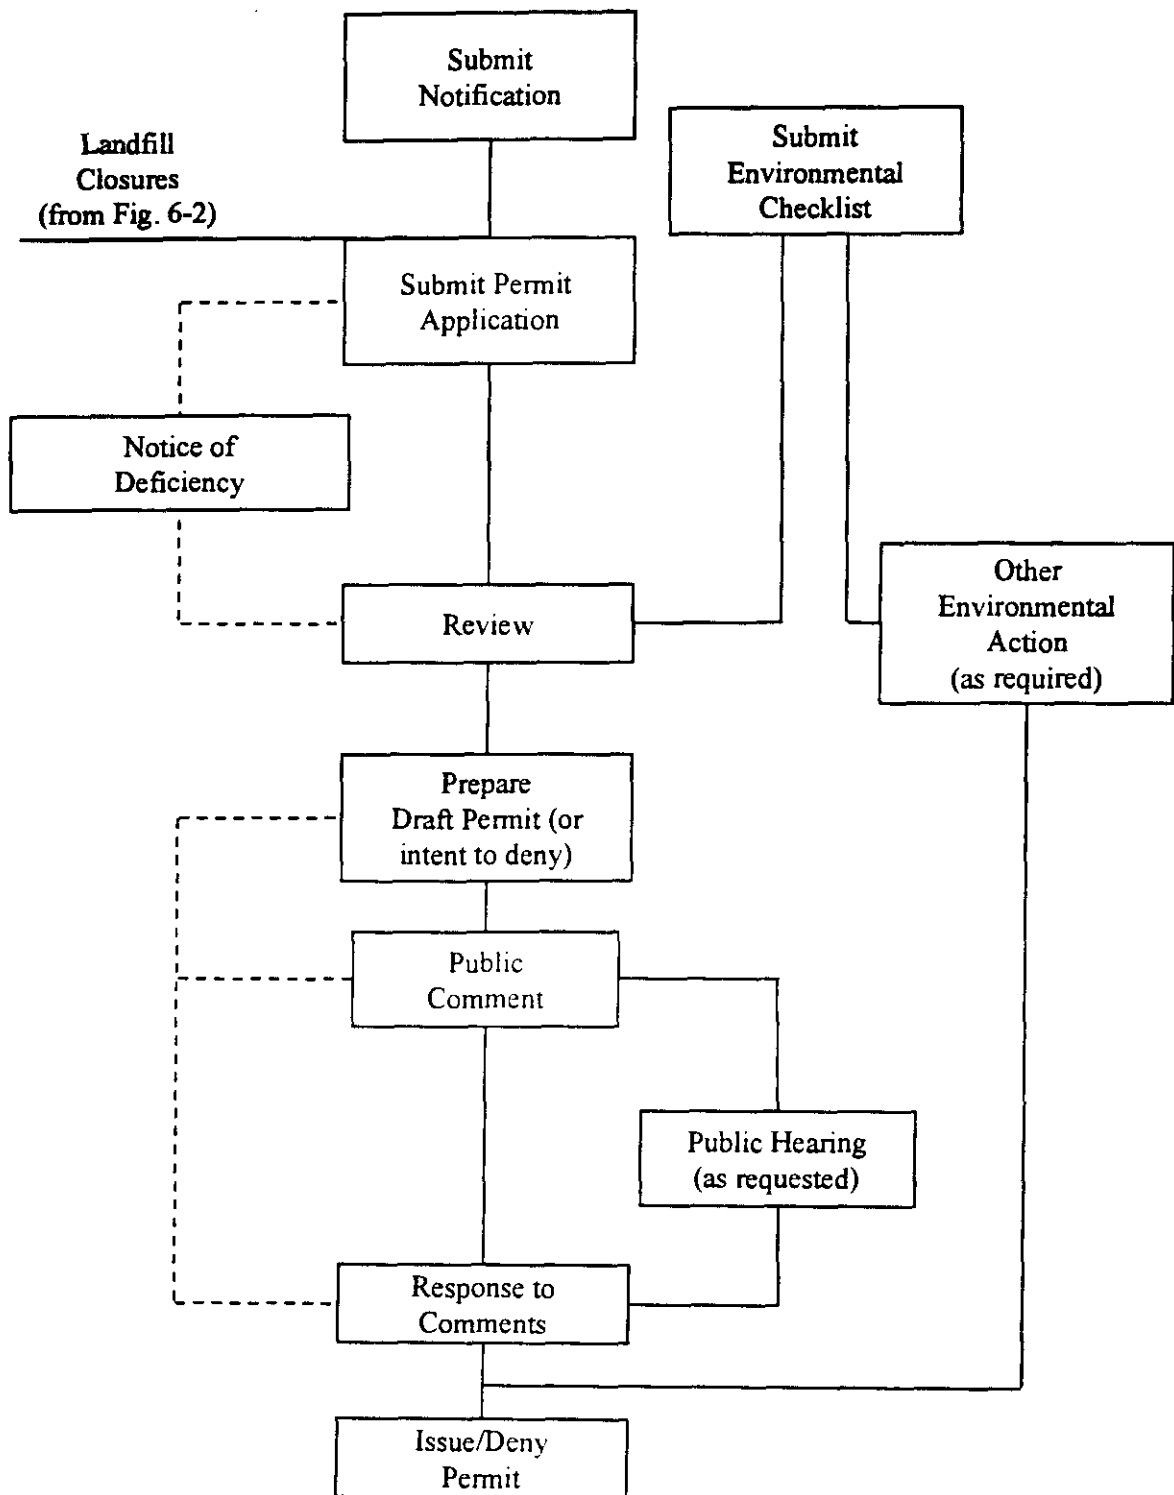 Submit
Notification
Submit
Environmental
Checklist
Landfill
Closures
(from Fig. 6-2)
Submit Permit
Application
Notice of
Deficiency
Other
Environmental
Action
(as required)
Review
Prepare
Draft Permit (or
intent to deny)
Public
Comment
Public Hearing
(as requested)
Response to
Comments
Issue/Deny
Permit